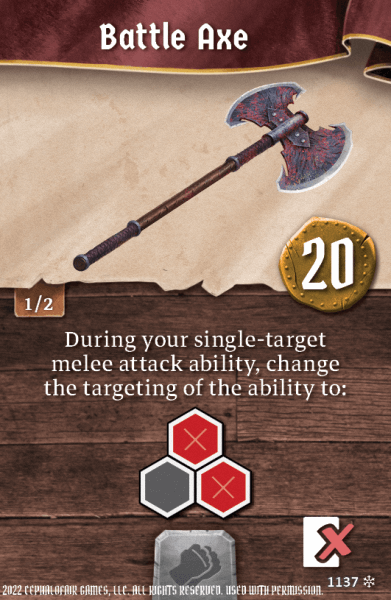 Battle Axe
20
1/2
During your single-target
melee attack ability, change
the targeting of the ability to:
1137
2022 CEPHALOFAIR GAMES, LLC. ALL RIGHTS RESERVED. USED WITH PERMISSION.